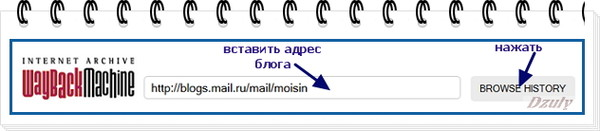 вставить адрес
блога
нажать
INTERNET ARCHIVE
WayBackMachine
http://blogs.mail.ru/mail/moisin
BROWSE HISTORY
Dzuly